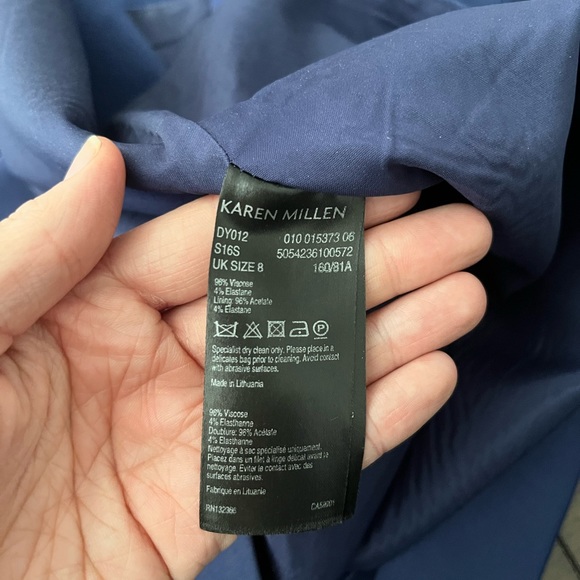 KAREN MILLEN
DY012 010 015373 06
S16S 5054236100572
UK SIZE 8 160/81A
96% Viscose
4% Elastane
Lining: 96% Acetate
4% Elastane
P
Specialist dry clean only. Please place in a
delicates bag prior to cleaning. Avoid contact
with abrasive surfaces.
Made in Lithuania
96% Viscose
4% Elasthanne
Doublure: 96% Acétate
4% Elasthanne
Nettoyage à sec spécialisé uniquement.
Placez dans un filet à linge délicat avant le
nettoyage. Eviter le contact avec des
surfaces abrasives.
Fabrique en Lituanie
RN132366